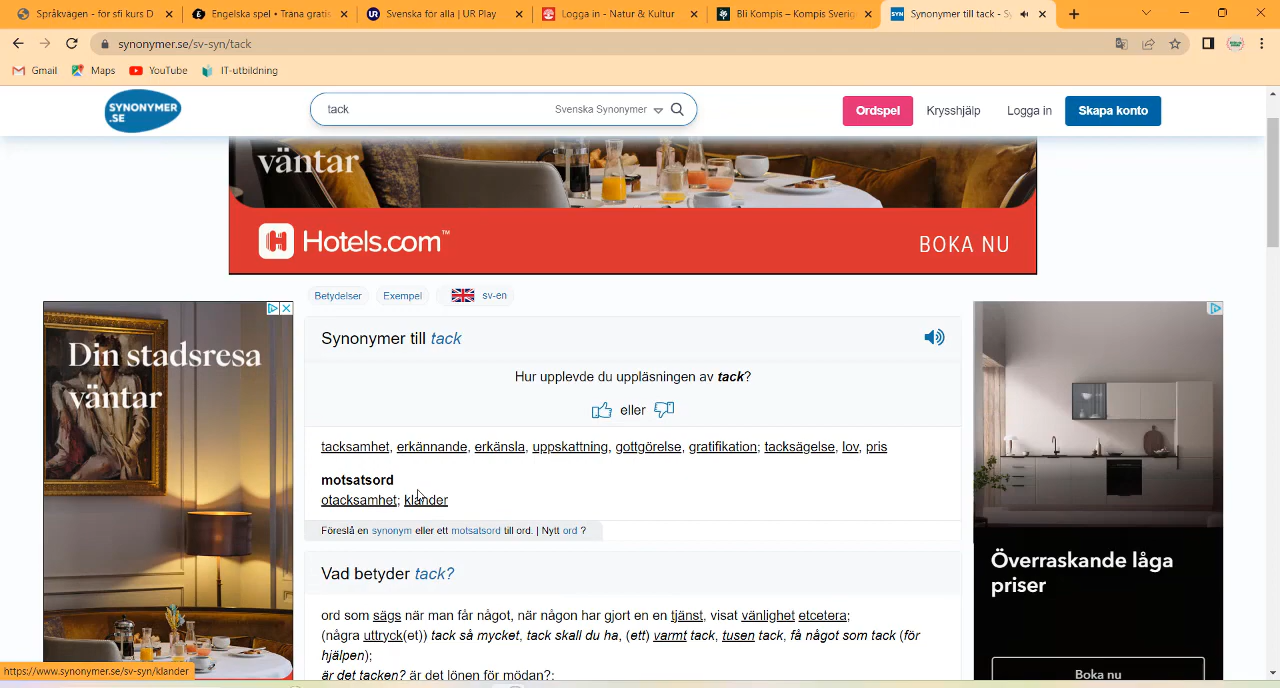 Språkvägen - för sfi kurs D
Engelska spel • Träna gratis
Svenska för alla | UR Play
Logga in - Natur & Kultur
Bli Kompis – Kompis Sverige
Synonymer till tack - Sy
synonymer.se/sv-syn/tack
Gmail
Maps
YouTube
IT-utbildning
SYNONYMER
.SE
tack
Svenska Synonymer
Ordspel
Krysshjälp
Logga in
Skapa konto
väntar
Hotels.com™
BOKA NU
Betydelser
Exempel
sv-en
Din stadsresa
väntar
Synonymer till tack
Hur upplevde du uppläsningen av tack?
eller
tacksamhet, erkännande, erkänsla, uppskattning, gottgörelse, gratifikation; tacksägelse, lov, pris
motsatsord
otacksamhet; klander
Föreslå en synonym eller ett motsatsord till ord. | Nytt ord ?
Vad betyder tack?
ord som sägs när man får något, när någon har gjort en en tjänst, visat vänlighet etcetera;
(några uttryck(et)) tack så mycket, tack skall du ha, (ett) varmt tack, tusen tack, få något som tack (för
hjälpen);
är det tacken? är det lönen för mödan?;
Överraskande låga
priser
Boka nu
https://www.synonymer.se/sv-syn/klander